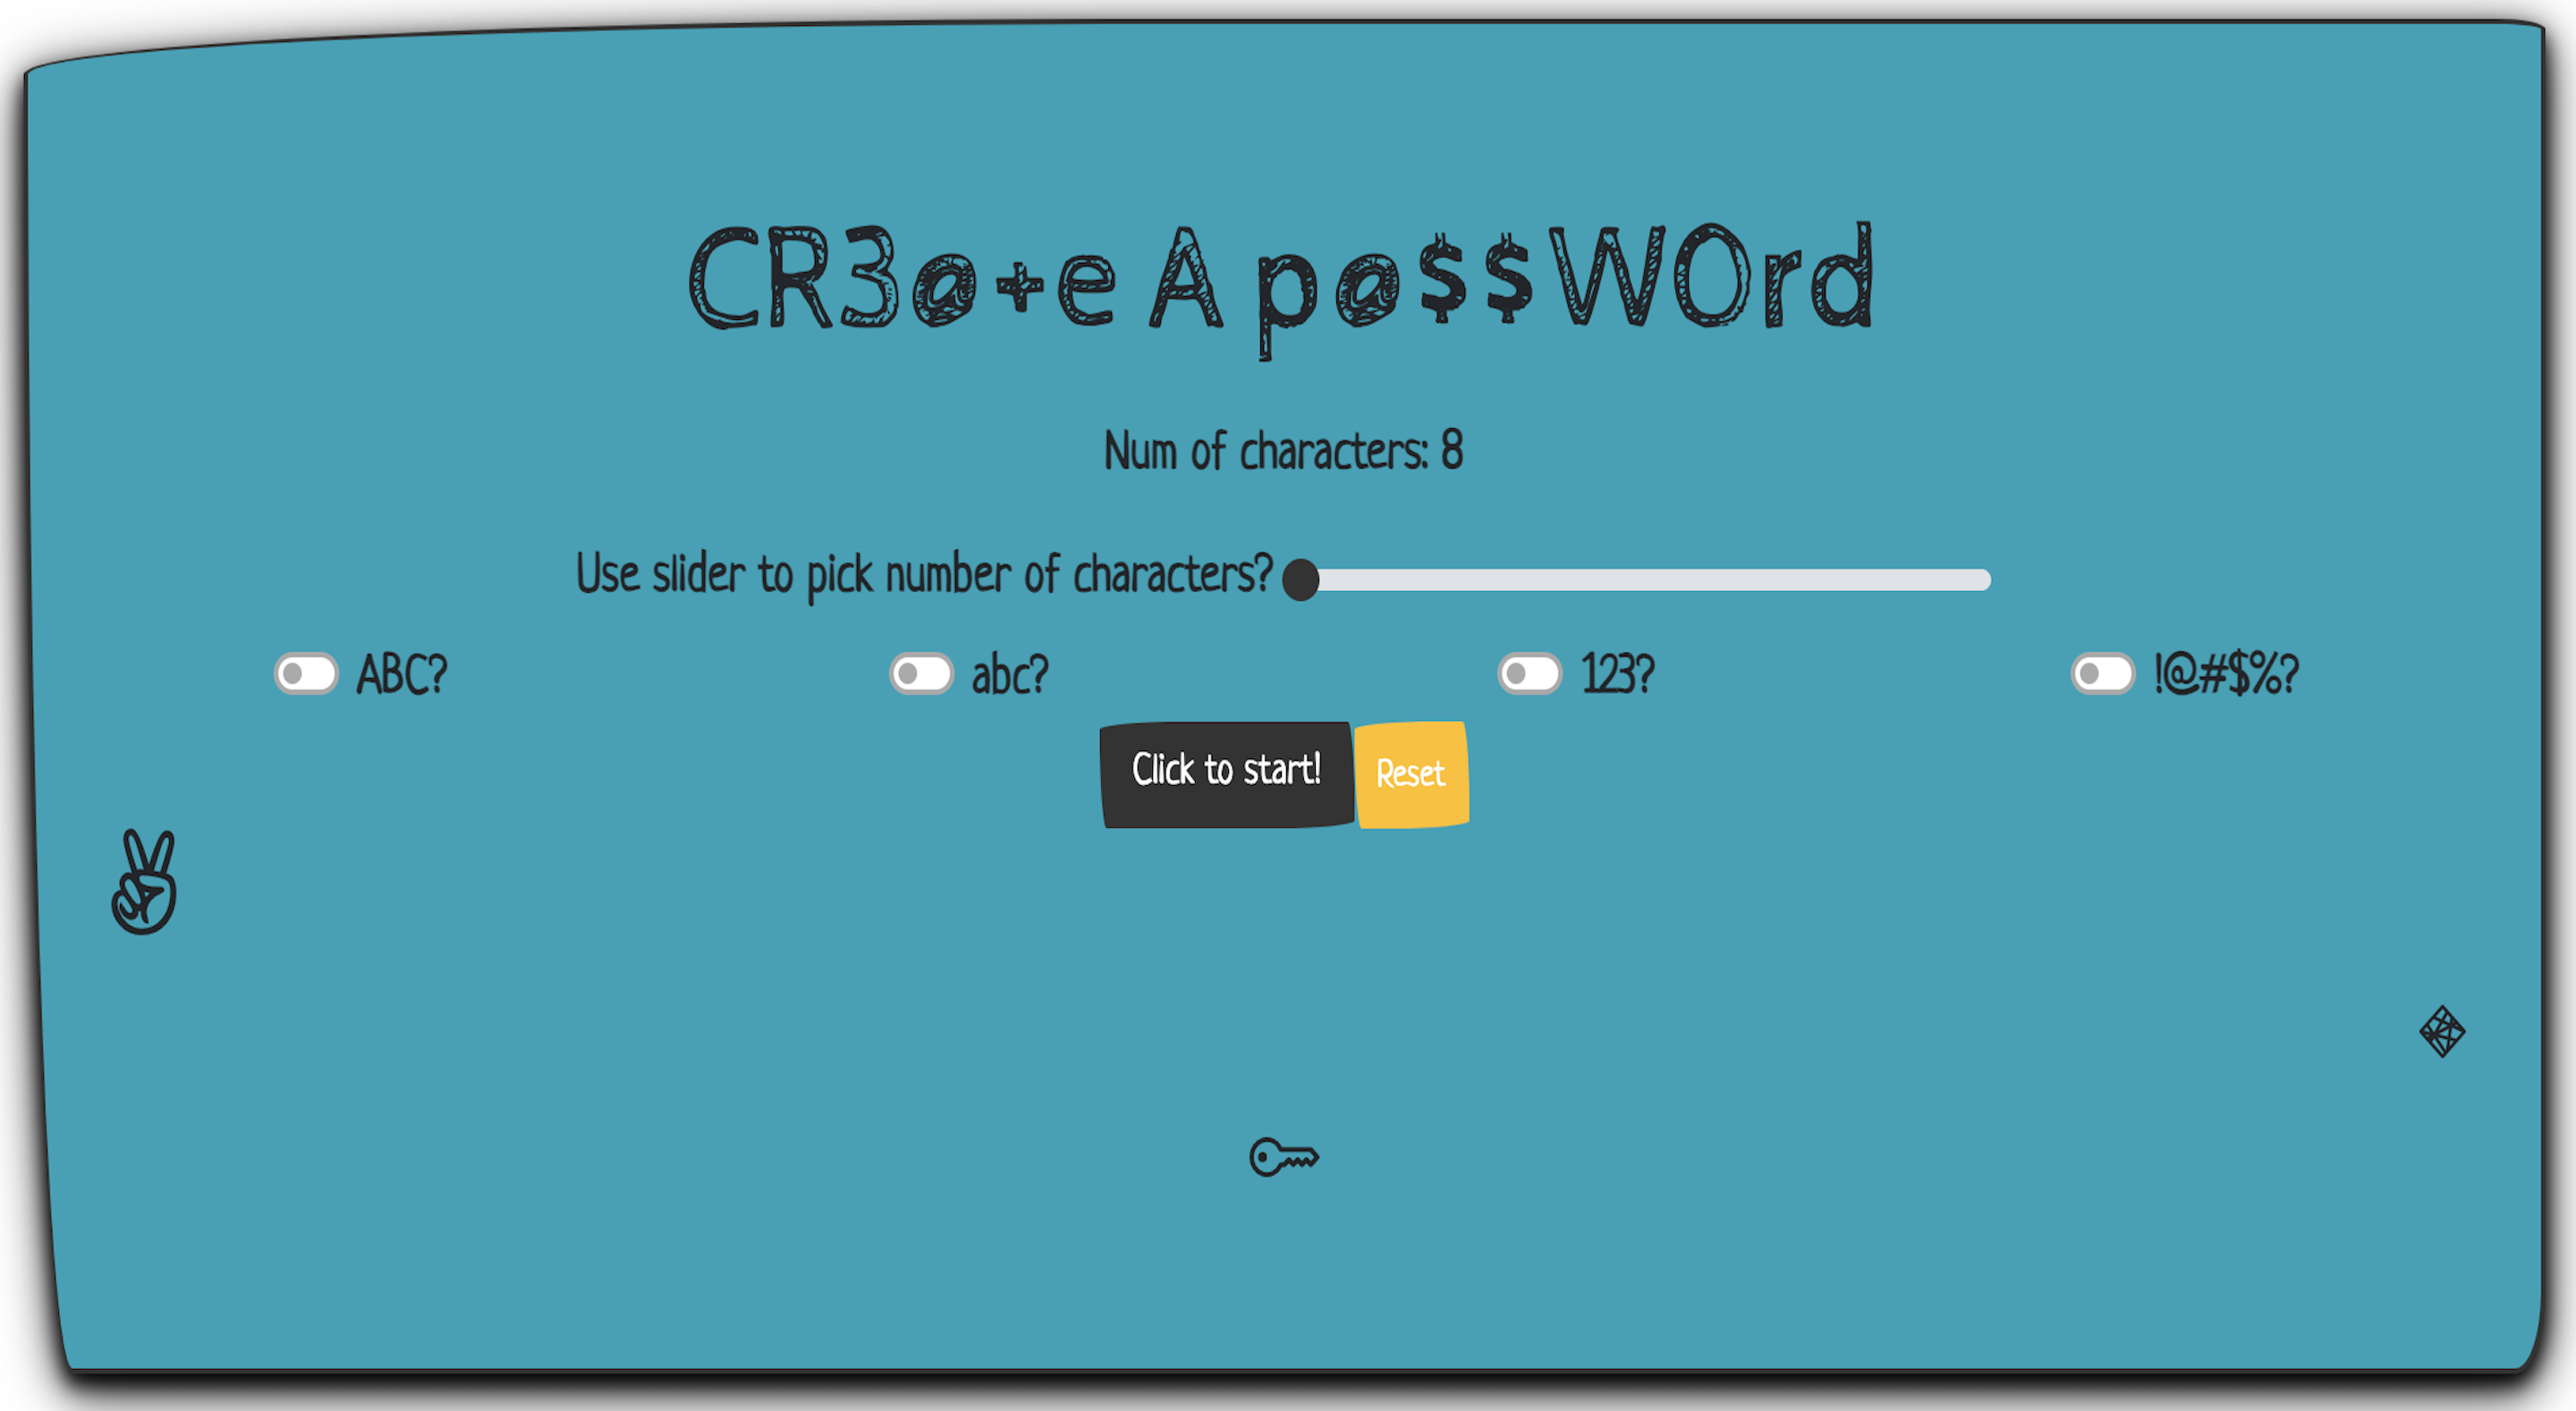 CR3@+e A p@$$WOrd
Num of characters: 8
Use slider to pick number of characters?
ABC? abc? 123? !@#$%?
Click to start! Reset